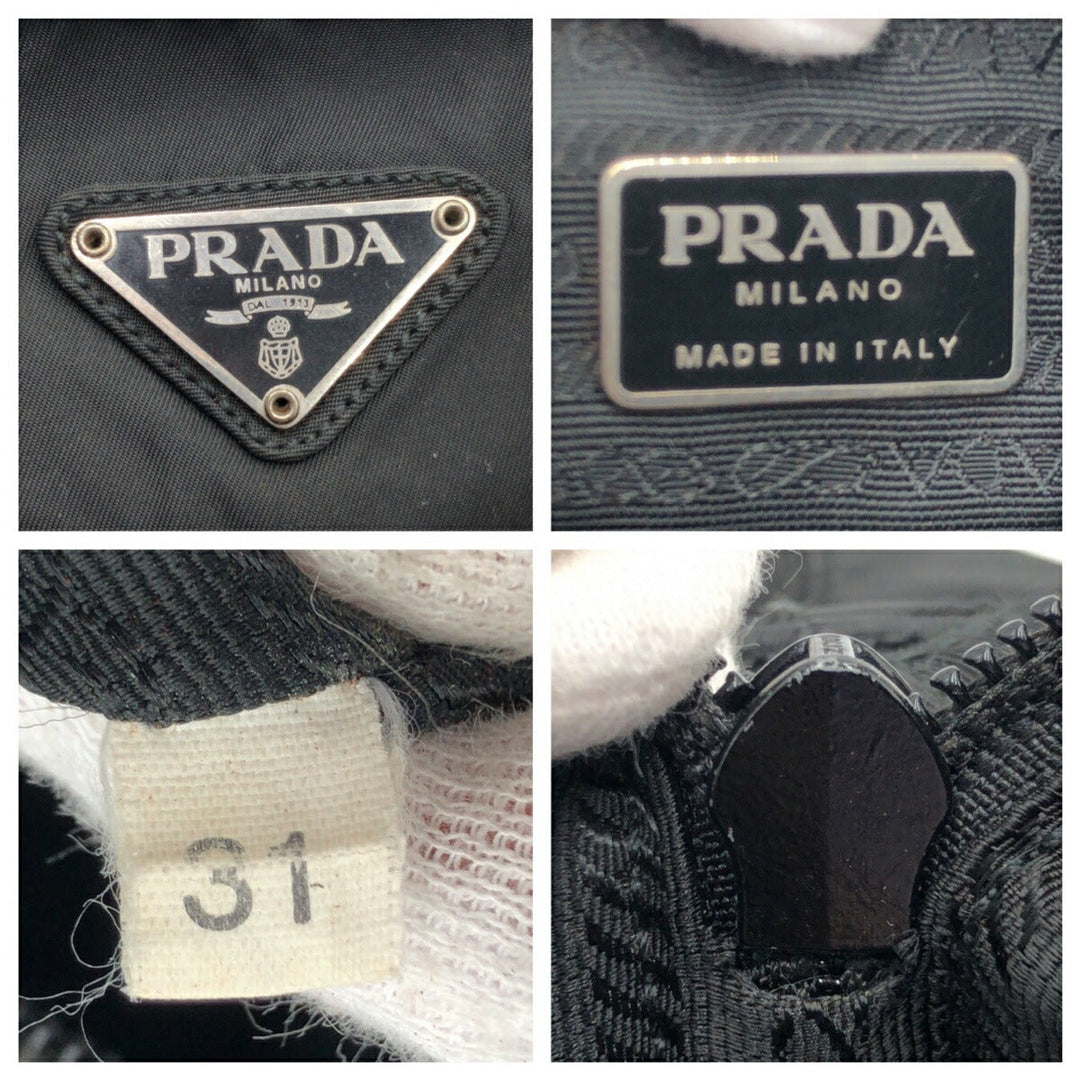 PRADA
MILANO
DAL 1913
PRADA
MILANO
MADE IN ITALY
31